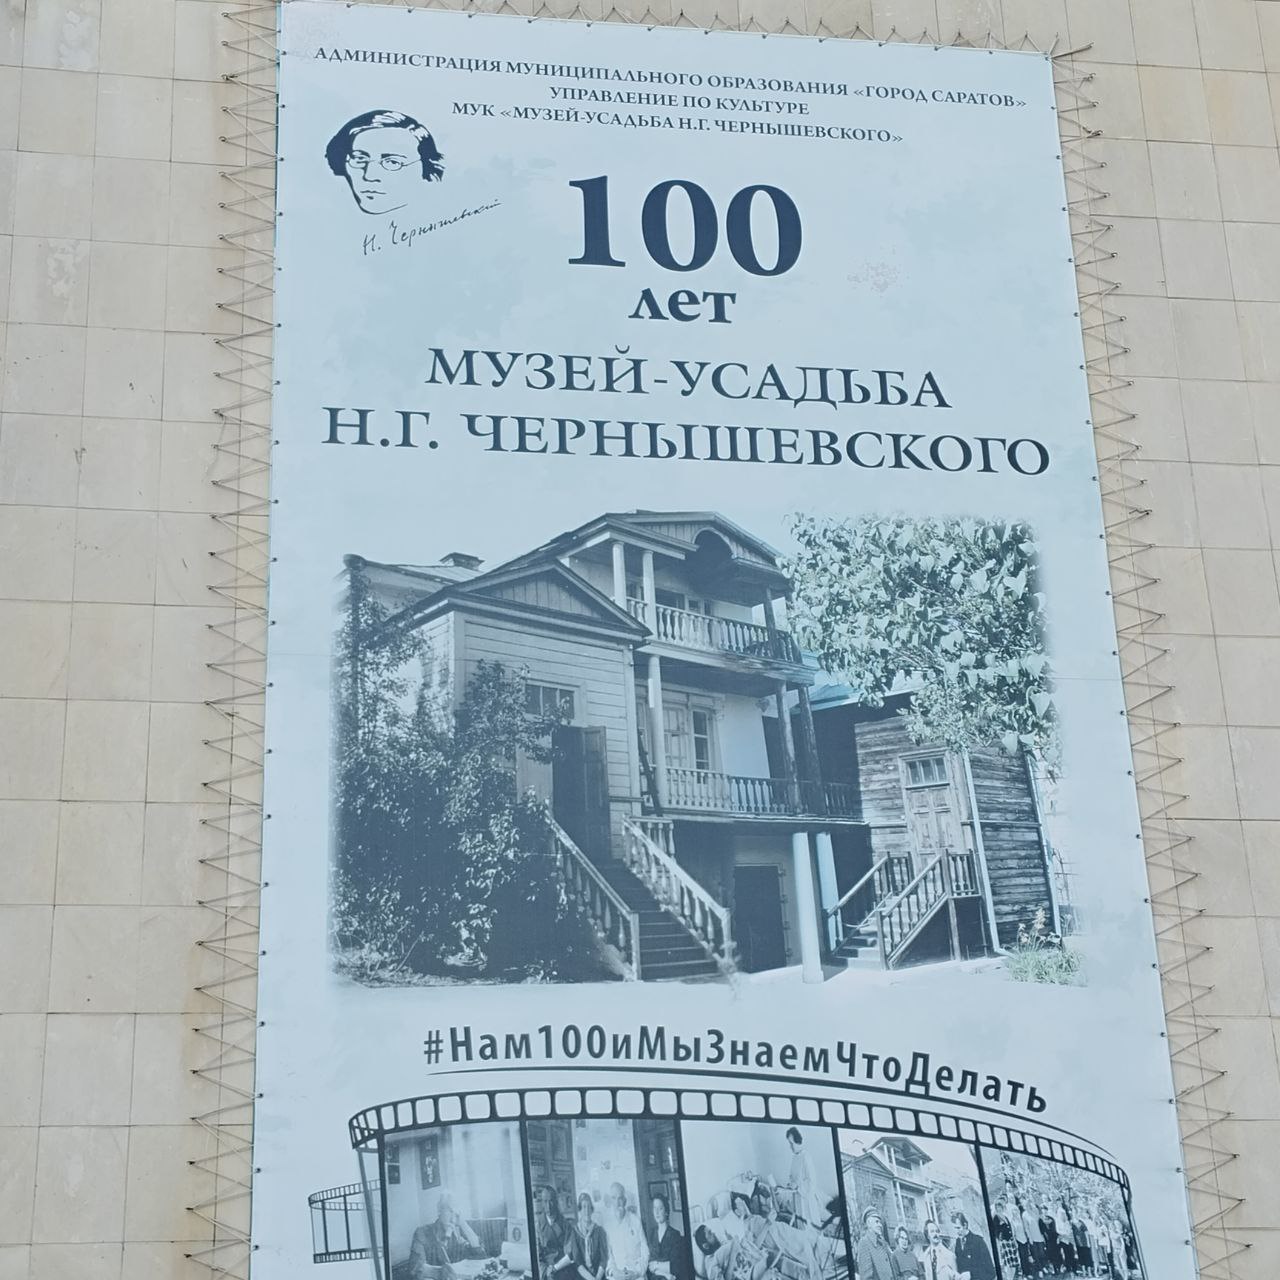 АДМИНИСТРАЦИЯ МУНИЦИПАЛЬНОГО ОБРАЗОВАНИЯ «ГОРОД САРАТОВ»
УПРАВЛЕНИЕ ПО КУЛЬТУРЕ
МУК «МУЗЕЙ-УСАДЬБА Н.Г. ЧЕРНЫШЕВСКОГО»
Н. Чернышевский
100
лет
МУЗЕЙ-УСАДЬБА
Н.Г. ЧЕРНЫШЕВСКОГО
#Нам100иМыЗнаемЧтоДелать